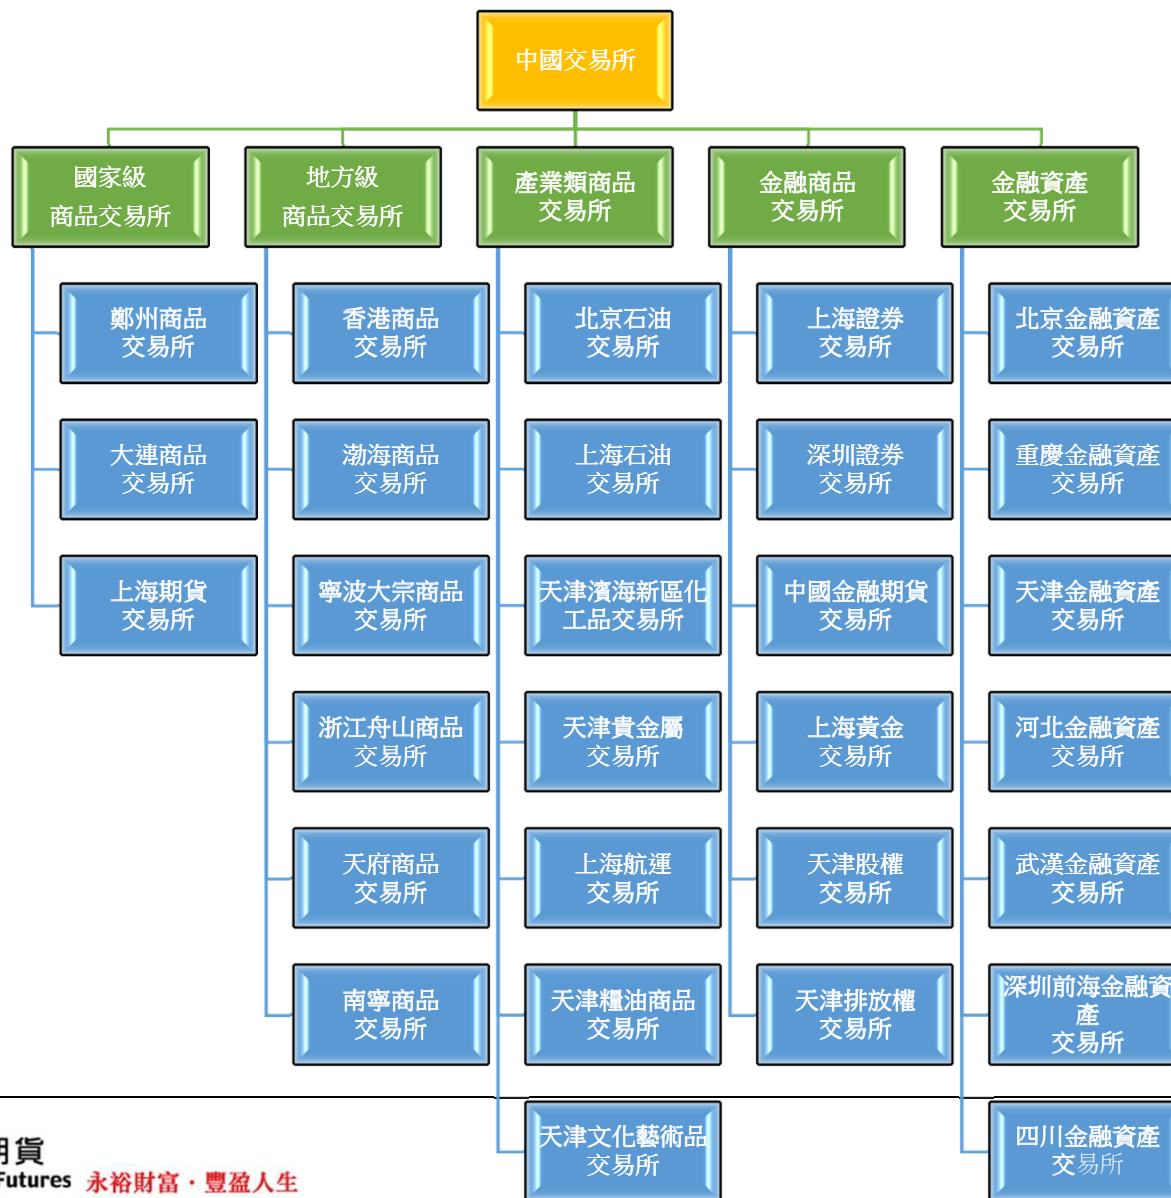 中國交易所
國家級
商品交易所
鄭州商品
交易所
大連商品
交易所
上海期貨
交易所
地方級
商品交易所
香港商品
交易所
渤海商品
交易所
寧波大宗商品
交易所
浙江舟山商品
交易所
天府商品
交易所
南寧商品
交易所
產業類商品
交易所
北京石油
交易所
上海石油
交易所
天津濱海新區化
工品交易所
天津貴金屬
交易所
上海航運
交易所
天津糧油商品
交易所
天津文化藝術品
交易所
金融商品
交易所
上海證券
交易所
深圳證券
交易所
中國金融期貨
交易所
上海黃金
交易所
天津股權
交易所
天津排放權
交易所
金融資產
交易所
北京金融資產
交易所
重慶金融資產
交易所
天津金融資產
交易所
河北金融資產
交易所
武漢金融資產
交易所
深圳前海金融資
產
交易所
四川金融資產
交易所
期貨
Futures 永裕財富・豐盈人生